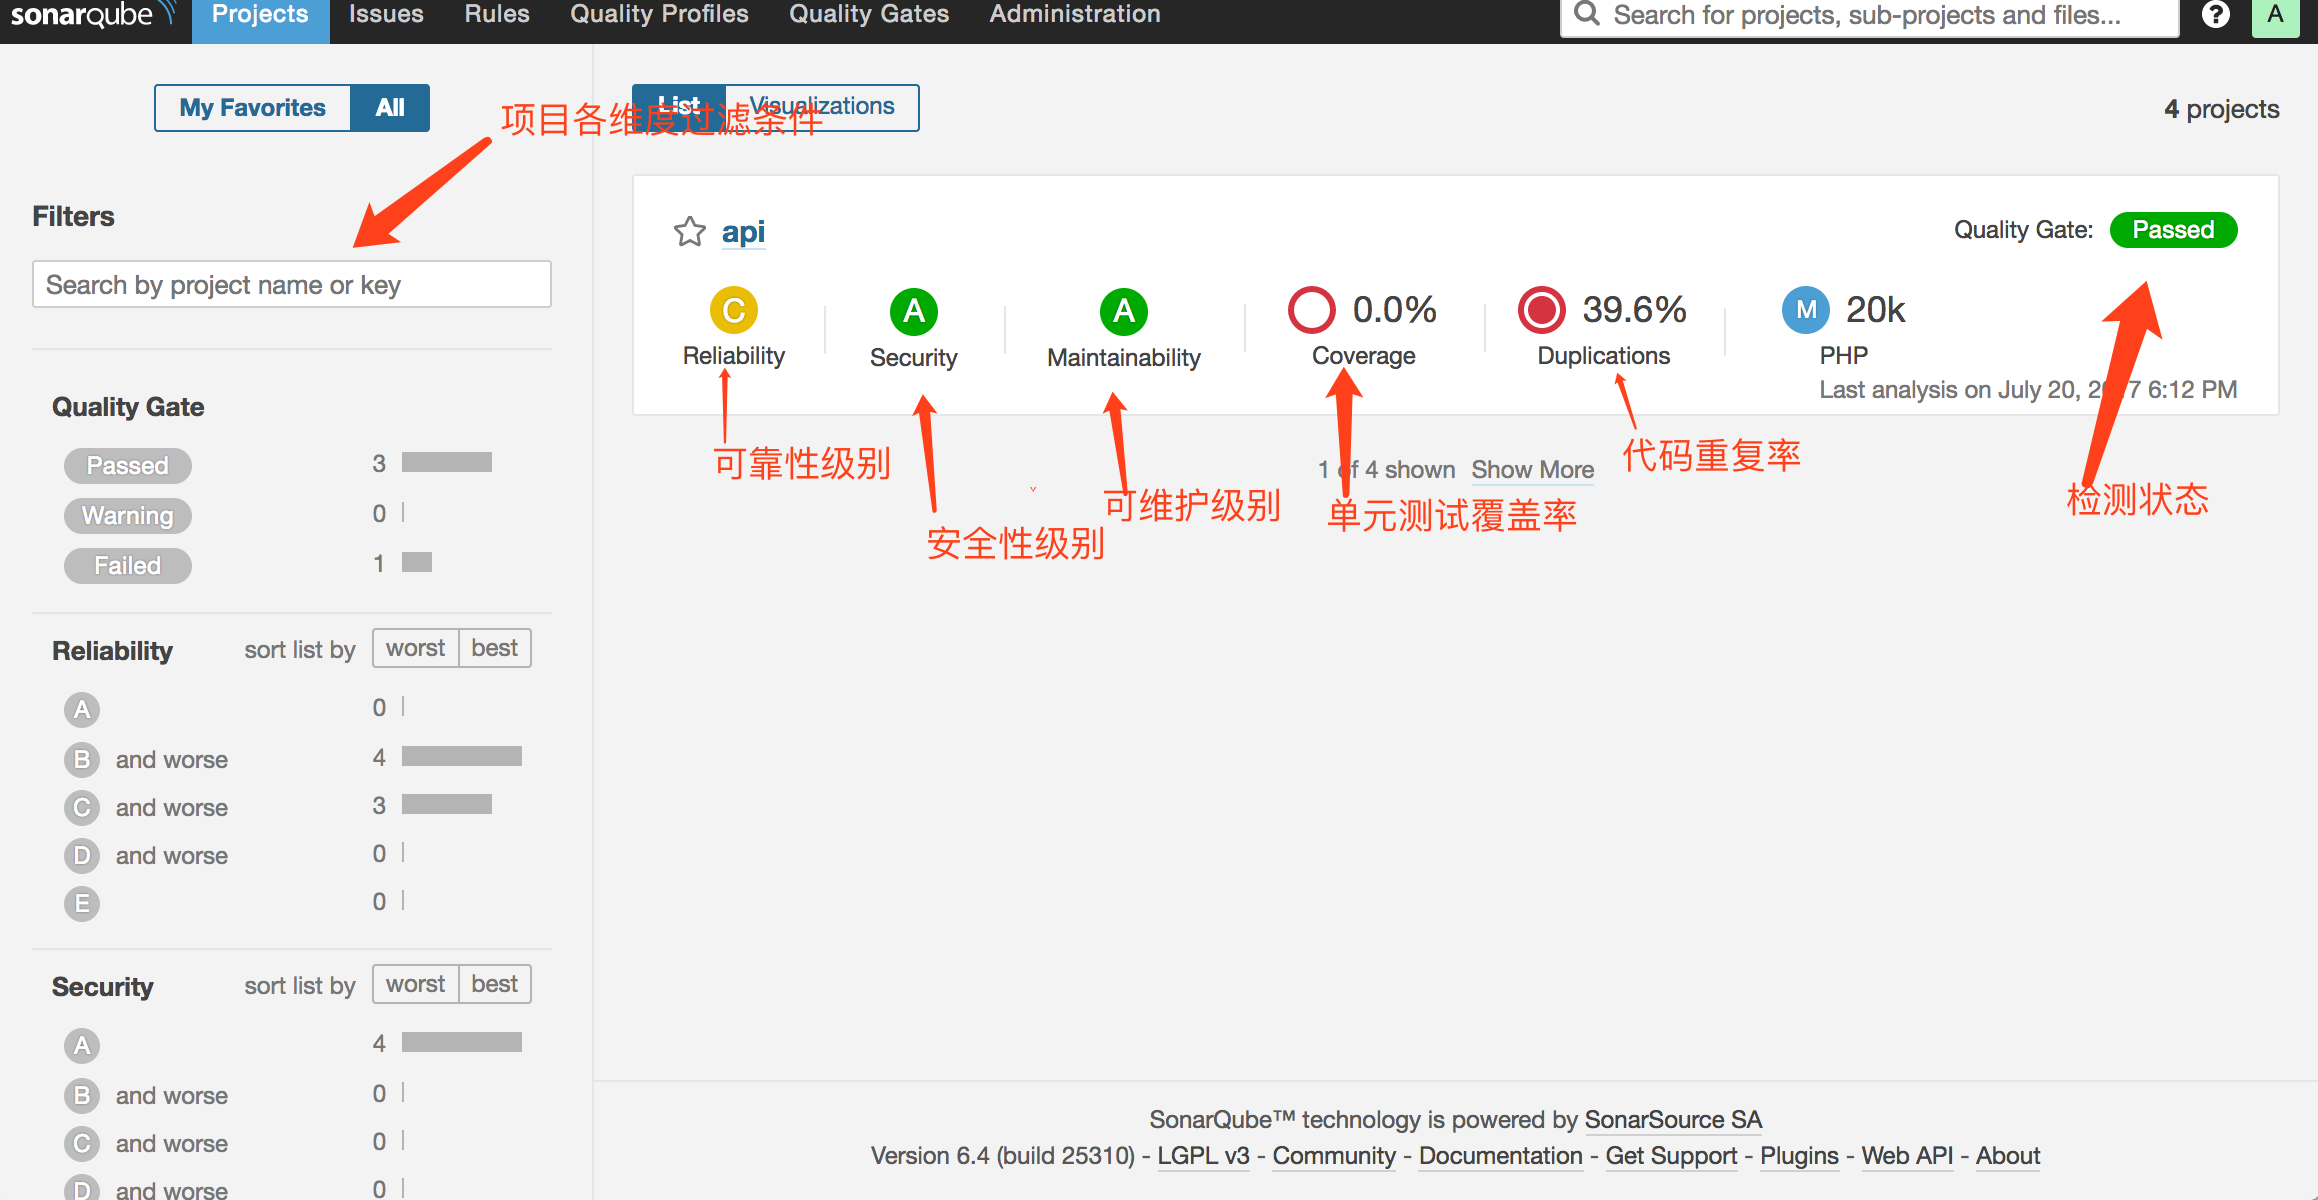 sonarqube Projects Issues Rules Quality Profiles Quality Gates Administration Search for projects, sub-projects and files... ? A
My Favorites All
项目各维度过滤条件
List Visualizations
4 projects
Filters
Search by project name or key
api
Quality Gate: Passed
C A A 0.0% 39.6% M 20k
Reliability Security Maintainability Coverage Duplications PHP
Last analysis on July 20, 2017 6:12 PM
可靠性级别
安全性级别
可维护级别
单元测试覆盖率
代码重复率
检测状态
1 of 4 shown Show More
Quality Gate
Passed 3
Warning 0
Failed 1
Reliability sort list by worst best
A 0
B and worse 4
C and worse 3
D and worse 0
E 0
Security sort list by worst best
A 4
B and worse 0
C and worse 0
D and worse 0
SonarQube™ technology is powered by SonarSource SA
Version 6.4 (build 25310) - LGPL v3 - Community - Documentation - Get Support - Plugins - Web API - About